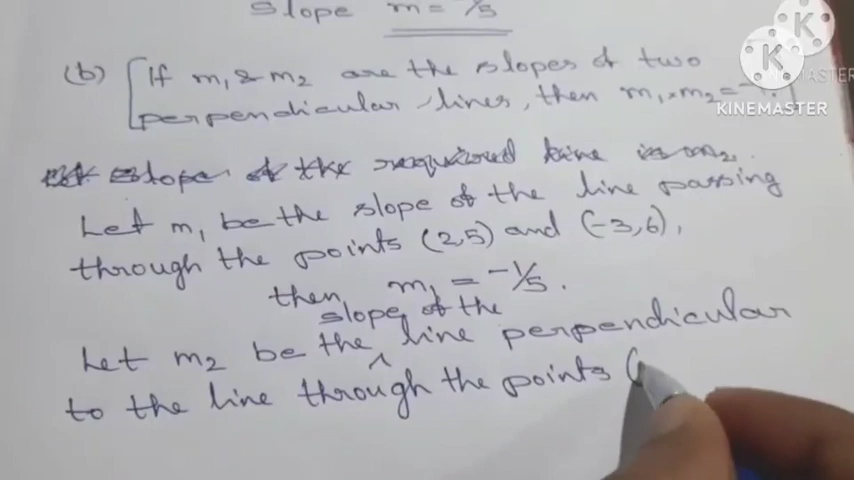 slope m = -1/5
(b) [If m1 & m2 are the slopes of two
perpendicular lines, then m1 × m2 = -1.]
slope of the required line is m2.
Let m1 be the slope of the line passing
through the points (2,5) and (-3,6),
then m1 = -1/5.
slope of the
Let m2 be the ^ line perpendicular
to the line through the points (
KINEMASTER
KINEMASTER